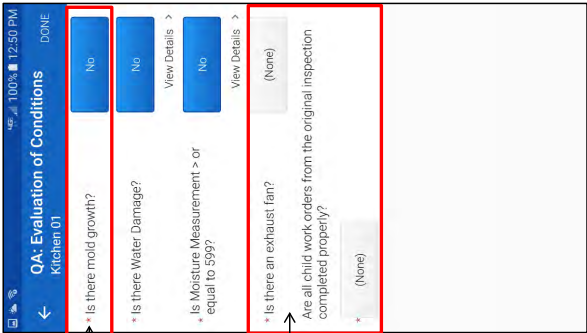 4G 100% 12:50 PM
← QA: Evaluation of Conditions DONE
Kitchen 01
* Is there mold growth? No
* Is there Water Damage? No
View Details >
* Is Moisture Measurement > or No
equal to 599?
View Details >
* Is there an exhaust fan? (None)
Are all child work orders from the original inspection
completed properly?
* (None)